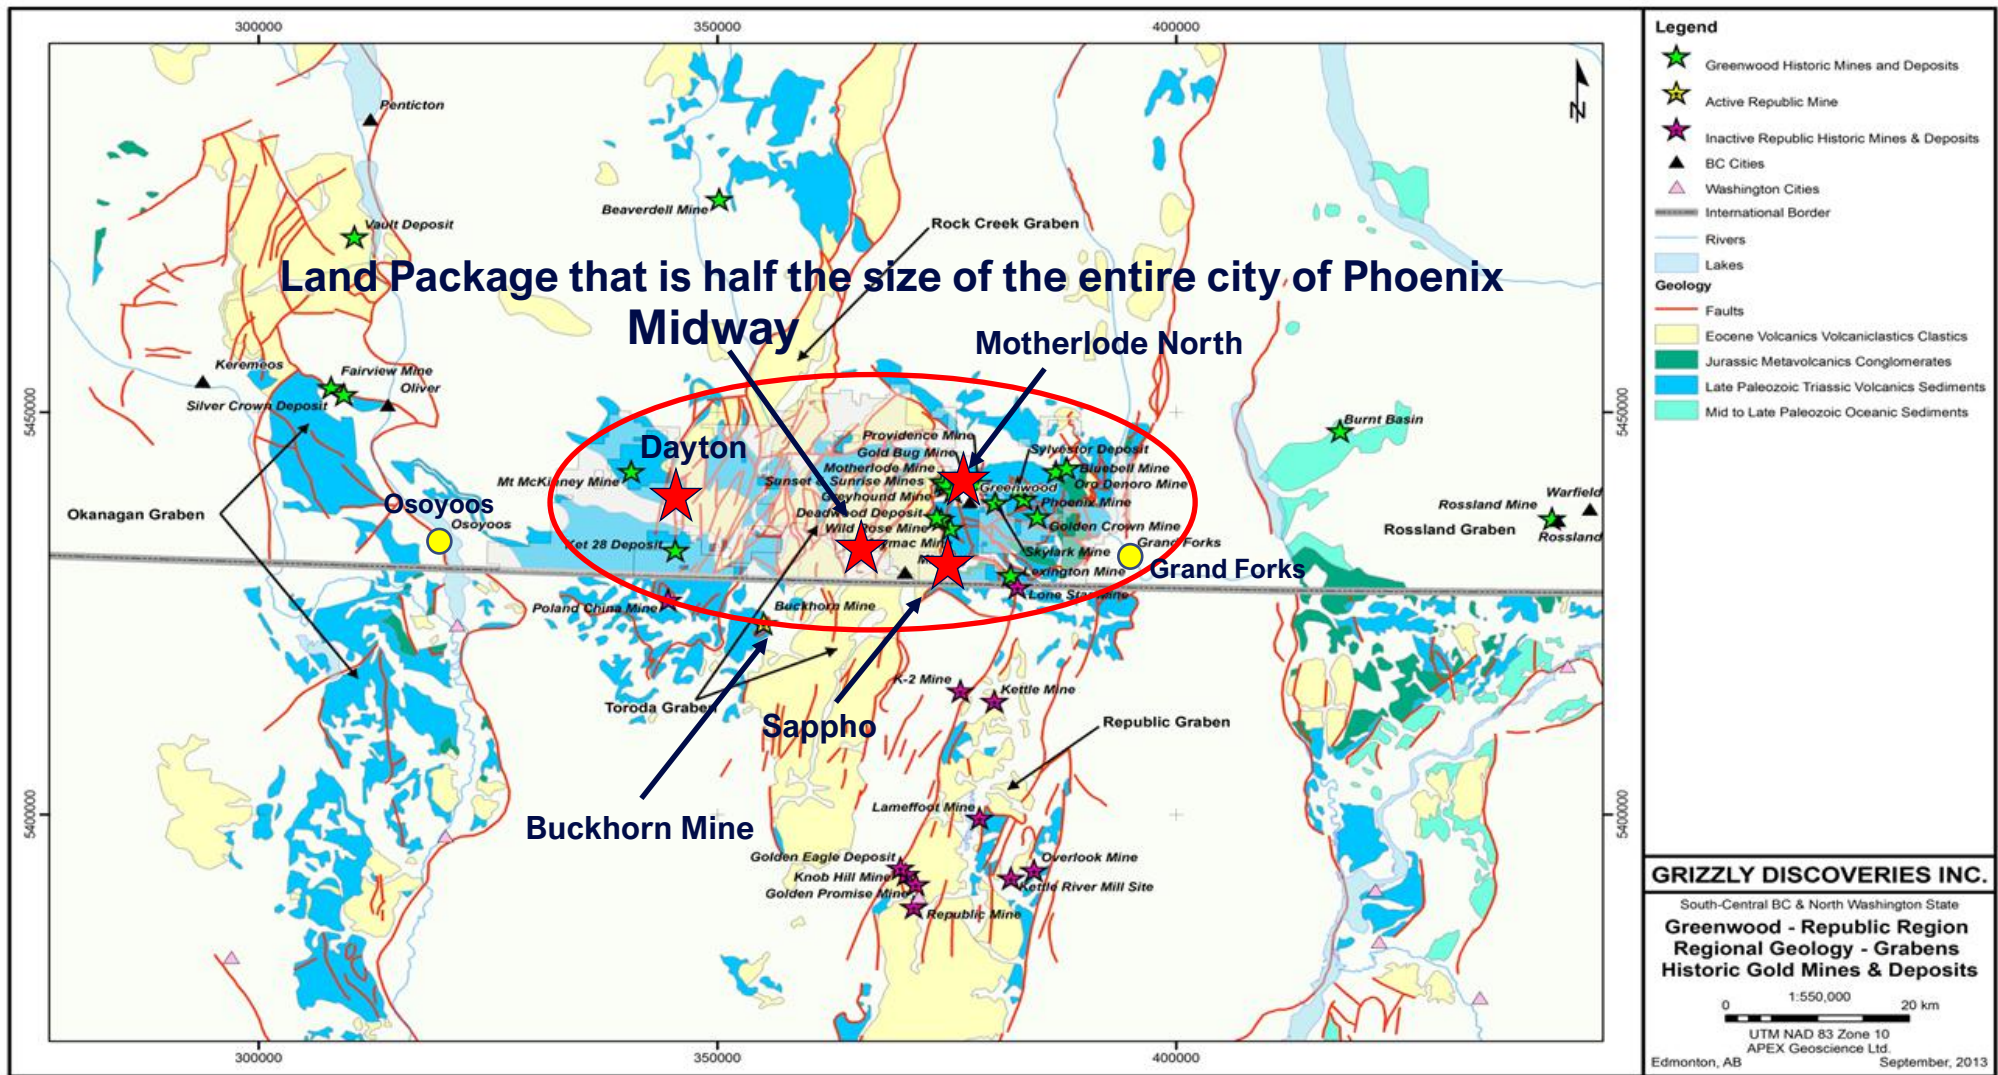 300000
350000
400000
Penticton
Beaverdell Mine
Vault Deposit
Rock Creek Graben
Land Package that is half the size of the entire city of Phoenix
Midway
Motherlode North
Keremeos
Fairview Mine
Oliver
Silver Crown Deposit
5450000
5450000
Burnt Basin
Dayton
Providence Mine
Gold Bug Mine
Sylvestor Deposit
Motherlode Mine
Bluebell Mine
Mt McKinney Mine
Sunset & Sunrise Mines
Greenwood
Oro Denoro Mine
Greyhound Mine
Phoenix Mine
Rossland Mine
Warfield
Osoyoos
Okanagan Graben
Osoyoos
Deadwood Deposit
Golden Crown Mine
Rossland Graben
Wild Rose Mine
Rossland
Ket 28 Deposit
Skylark Mine
Grand Forks
Lexington Mine
Grand Forks
Poland China Mine
Buckhorn Mine
Lone Star Mine
K-2 Mine
Kettle Mine
Toroda Graben
Sappho
Republic Graben
5400000
5400000
Lameffoot Mine
Buckhorn Mine
Golden Eagle Deposit
Overlook Mine
Knob Hill Mine
Kettle River Mill Site
Golden Promise Mine
Republic Mine
300000
350000
400000
Legend
Greenwood Historic Mines and Deposits
Active Republic Mine
Inactive Republic Historic Mines & Deposits
BC Cities
Washington Cities
International Border
Rivers
Lakes
Geology
Faults
Eocene Volcanics Volcaniclastics Clastics
Jurassic Metavolcanics Conglomerates
Late Paleozoic Triassic Volcanics Sediments
Mid to Late Paleozoic Oceanic Sediments
N
GRIZZLY DISCOVERIES INC.
South-Central BC & North Washington State
Greenwood - Republic Region
Regional Geology - Grabens
Historic Gold Mines & Deposits
1:550,000
0 20 km
UTM NAD 83 Zone 10
APEX Geoscience Ltd.
Edmonton, AB September, 2013